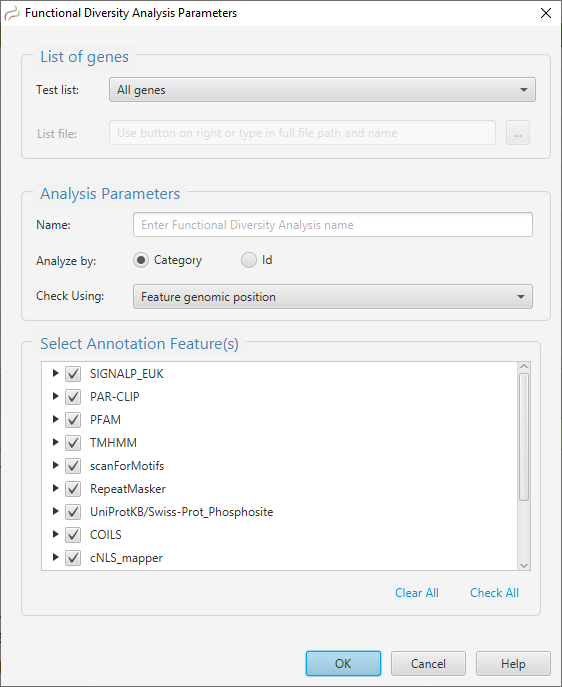 Functional Diversity Analysis Parameters
List of genes
Test list: All genes
List file: Use button on right or type in full file path and name ...
Analysis Parameters
Name: Enter Functional Diversity Analysis name
Analyze by: Category Id
Check Using: Feature genomic position
Select Annotation Feature(s)
SIGNALP_EUK
PAR-CLIP
PFAM
TMHMM
scanForMotifs
RepeatMasker
UniProtKB/Swiss-Prot_Phosphosite
COILS
cNLS_mapper
Clear All Check All
OK Cancel Help